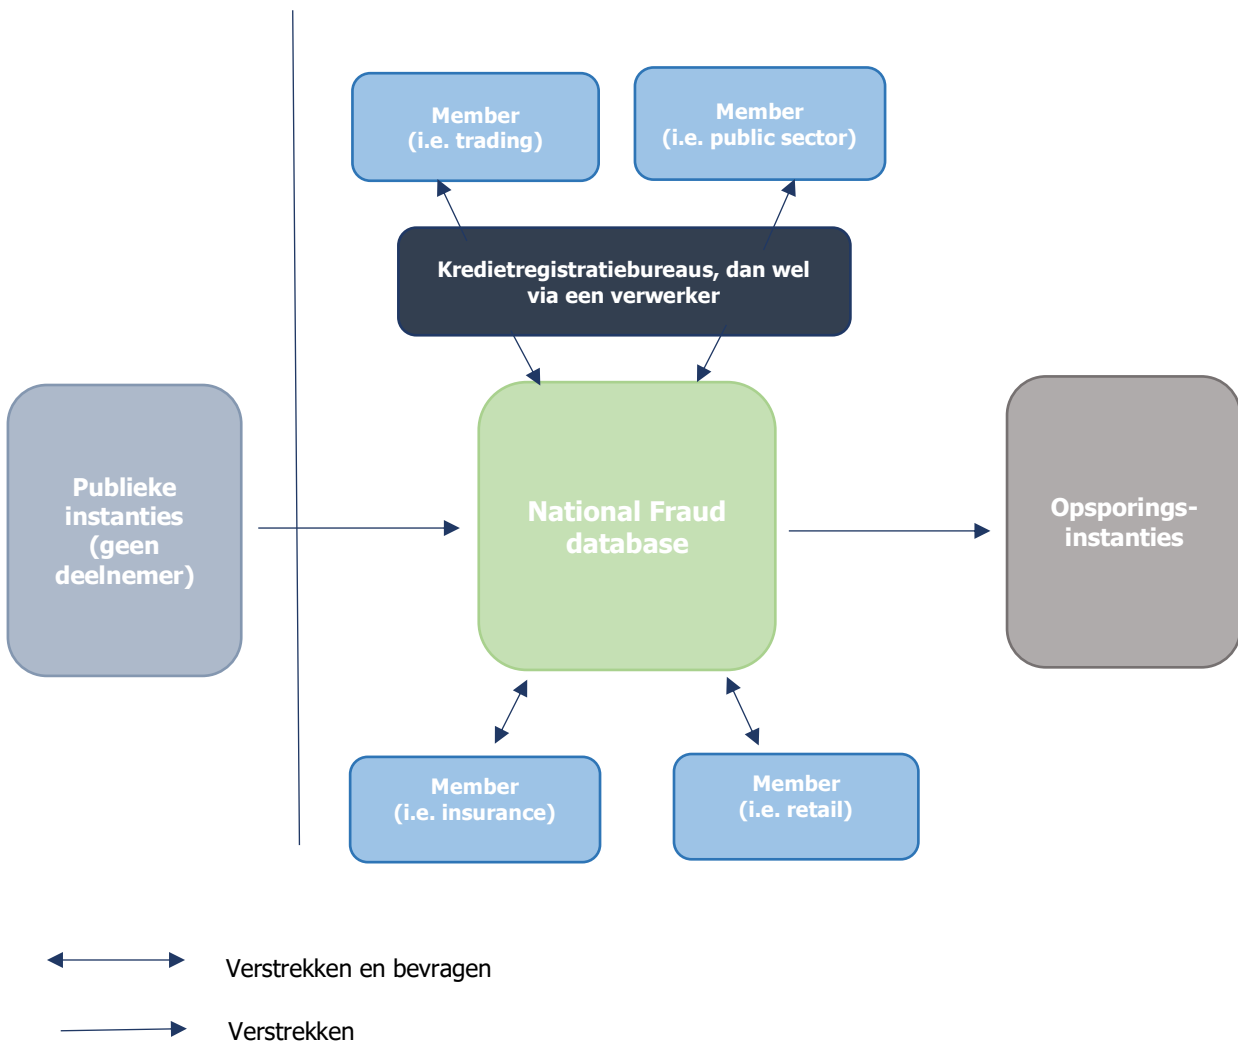 Member
(i.e. trading)
Member
(i.e. public sector)
Kredietregistratiebureaus, dan wel
via een verwerker
Publieke
instanties
(geen
deelnemer)
National Fraud
database
Opsporings-
instanties
Member
(i.e. insurance)
Member
(i.e. retail)
Verstrekken en bevragen
Verstrekken